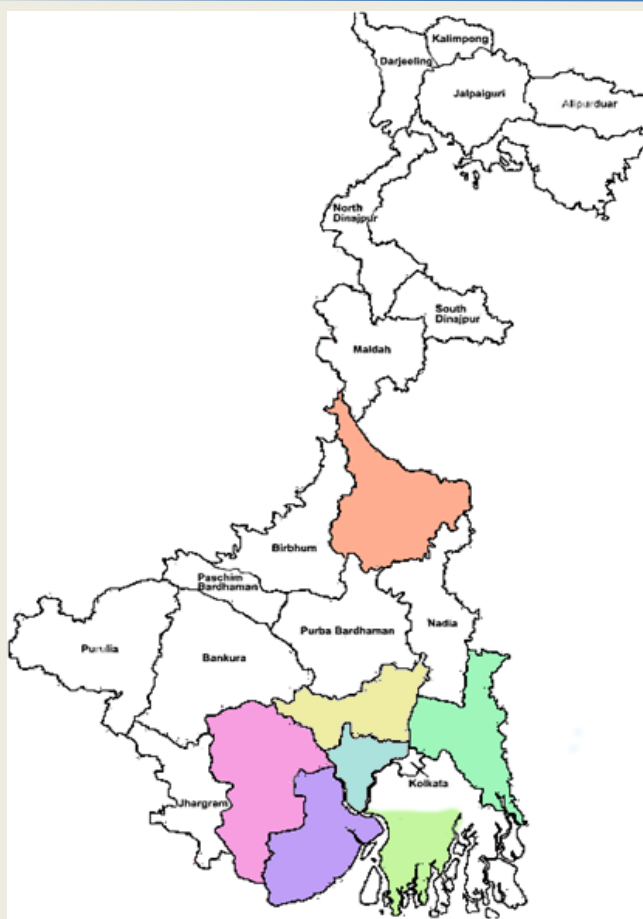 Kalimpong
Darjeeling
Jalpaiguri
Alipurduar
North
Dinajpur
South
Dinajpur
Maldah
Birbhum
Paschim
Bardhaman
Purba Bardhaman
Nadia
Purulia
Bankura
Kolkata
Jhargram